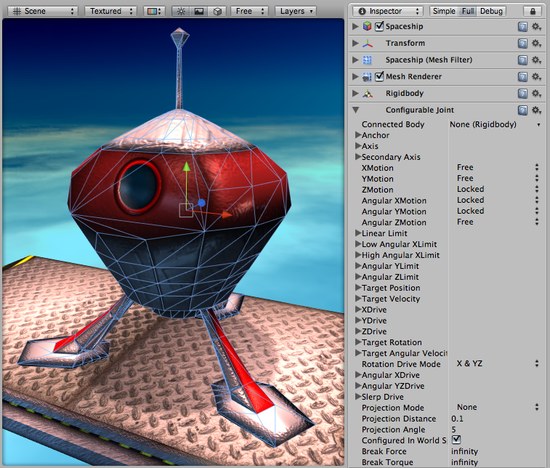 Scene Textured Free Layers
Inspector Simple Full Debug
Spaceship
Transform
Spaceship (Mesh Filter)
Mesh Renderer
Rigidbody
Configurable Joint
Connected Body None (Rigidbody)
Anchor
Axis
Secondary Axis
XMotion Free
YMotion Free
ZMotion Locked
Angular XMotion Locked
Angular YMotion Locked
Angular ZMotion Free
Linear Limit
Low Angular XLimit
High Angular XLimit
Angular YLimit
Angular ZLimit
Target Position
Target Velocity
XDrive
YDrive
ZDrive
Target Rotation
Target Angular Velocit
Rotation Drive Mode X & YZ
Angular XDrive
Angular YZDrive
Slerp Drive
Projection Mode None
Projection Distance 0.1
Projection Angle 5
Configured In World S
Break Force infinity
Break Torque infinity